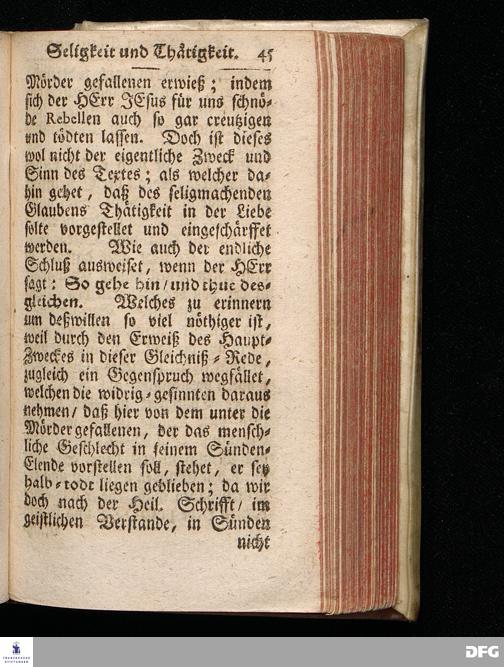 Seligkeit und Thätigkeit. 45
Mörder gefallenen erwieß; indem
sich der HErr JEsus für uns schnö-
de Rebellen auch so gar creutzigen
und tödten lassen. Doch ist dieses
wol nicht der eigentliche Zweck und
Sinn des Textes; als welcher da-
hin gehet, daß des seligmachenden
Glaubens Thätigkeit in der Liebe
solte vorgestellet und eingeschärffet
werden. Wie auch der endliche
Schluß ausweiset, wenn der HErr
sagt: So gehe hin/ und thue des-
gleichen. Welches zu erinnern
um deßwillen so viel nöthiger ist,
weil durch den Erweiß des Haupt-
Zweckes in dieser Gleichniß-Rede,
zugleich ein Gegenspruch wegfället,
welchen die widrig-gesinnten daraus
nehmen/ daß hier von dem unter die
Mörder gefallenen, der das mensch-
liche Geschlecht in seinem Sünden-
Elende vorstellen soll, stehet, er sey
halb-todt liegen geblieben; da wir
doch nach der Heil. Schrifft/ im
geistlichen Verstande, in Sünden
nicht
FRANCKESCHE STIFTUNGEN
DFG